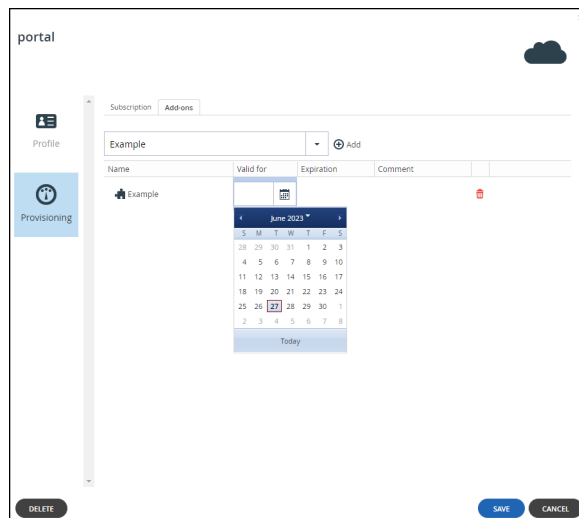 portal
Subscription Add-ons
Profile
Example Add
Name Valid for Expiration Comment
Example
Provisioning
June 2023
S M T W T F S
28 29 30 31 1 2 3
4 5 6 7 8 9 10
11 12 13 14 15 16 17
18 19 20 21 22 23 24
25 26 27 28 29 30 1
2 3 4 5 6 7 8
Today
DELETE SAVE CANCEL